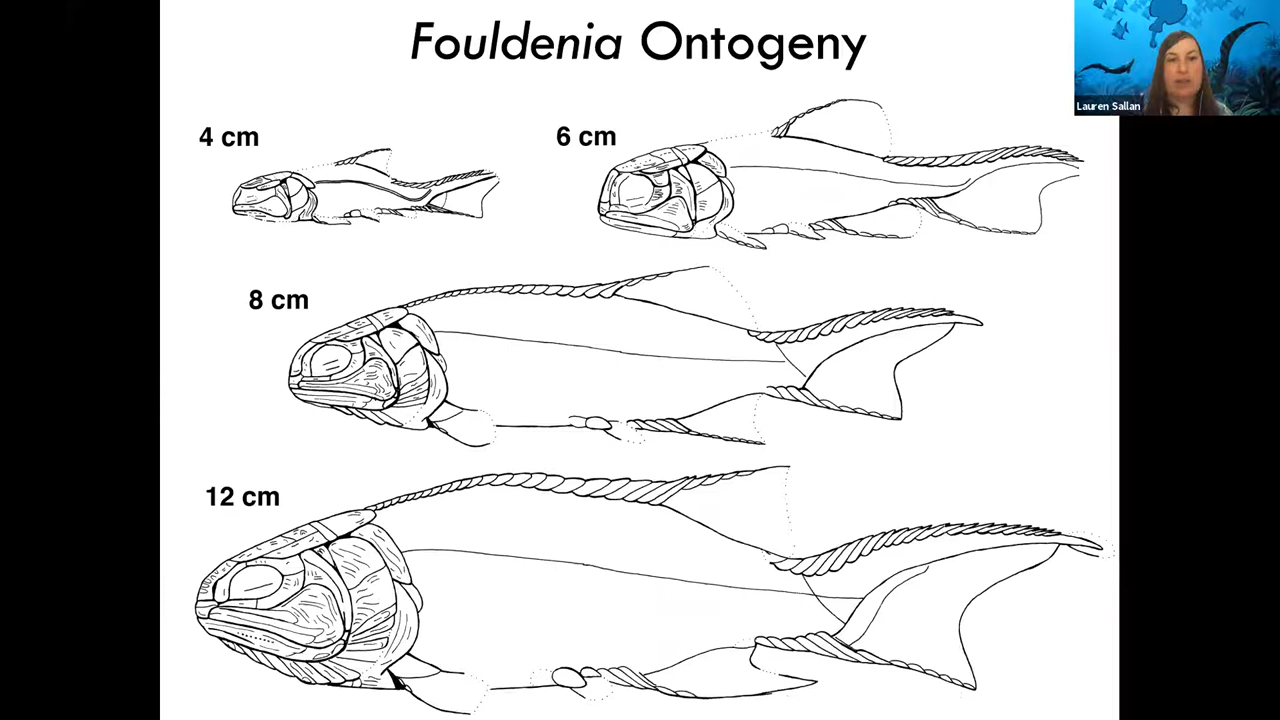 Fouldenia Ontogeny
Lauren Sallan
4 cm
6 cm
8 cm
12 cm